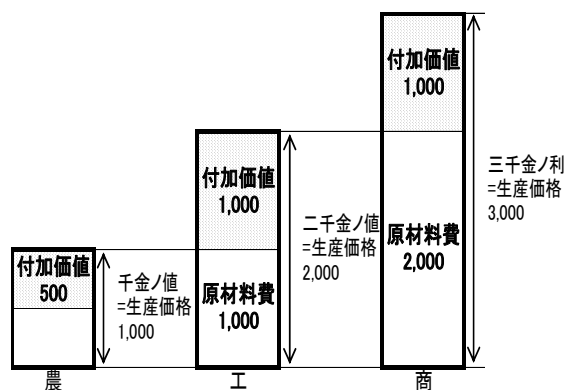 付加価値
500
千金ノ値
=生産価格
1,000
農
付加価値
1,000
原材料費
1,000
二千金ノ値
=生産価格
2,000
工
付加価値
1,000
原材料費
2,000
三千金ノ利
=生産価格
3,000
商